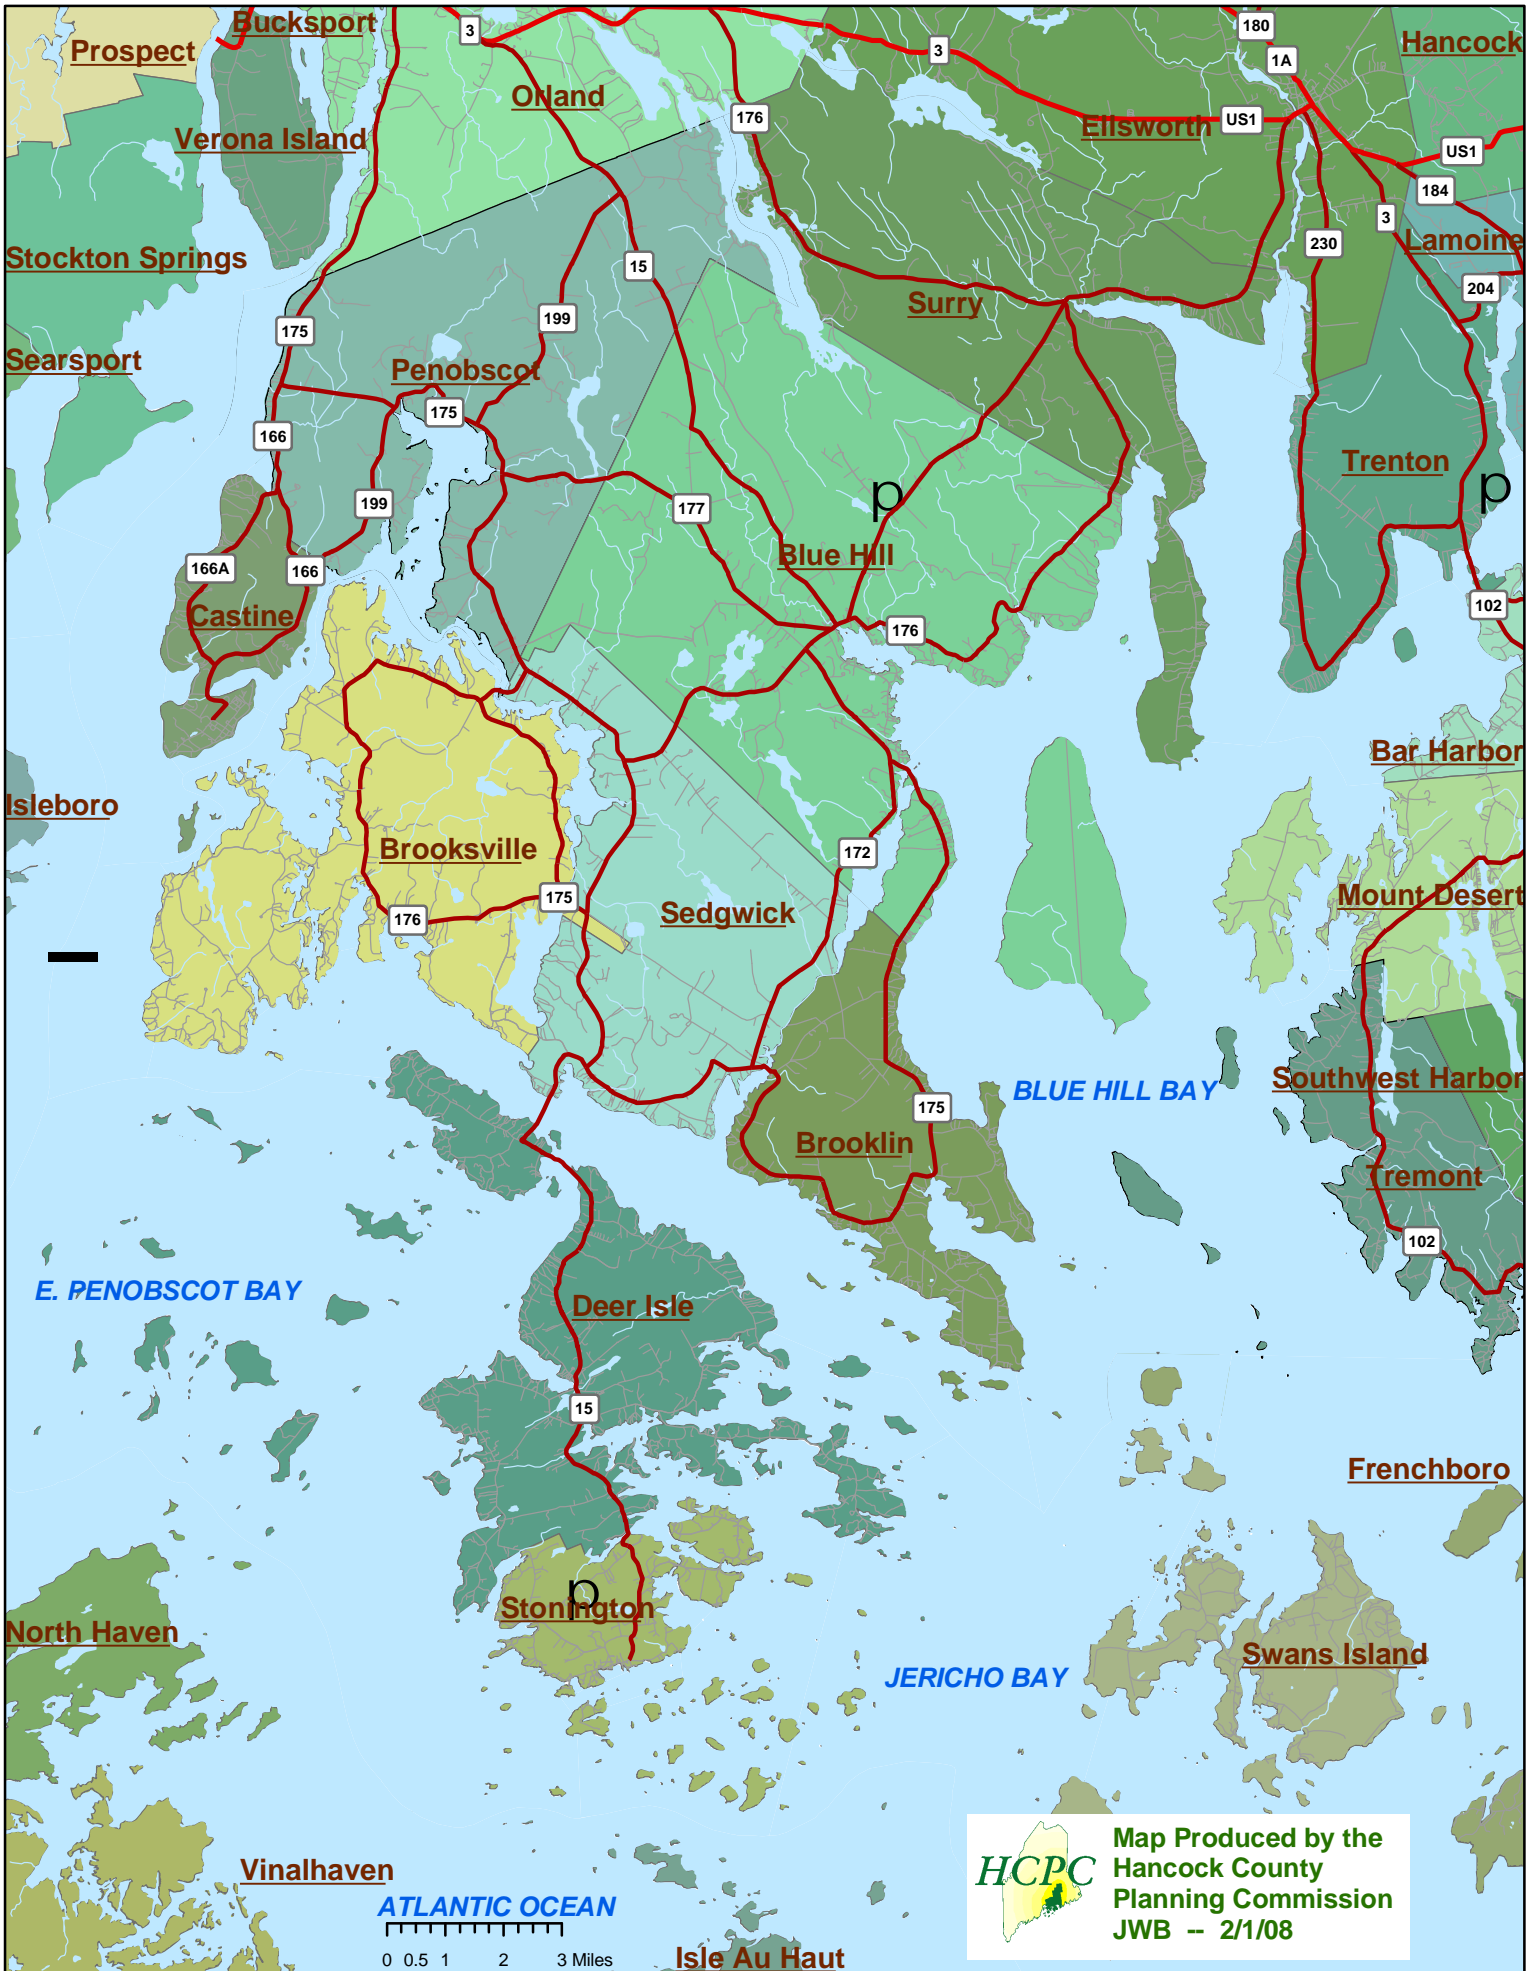 Bucksport
3
3
180
Hancock
Prospect
1A
Orland
176
Ellsworth
US1
Verona Island
US1
184
3
230
Lamoine
Stockton Springs
15
204
Surry
199
175
Searsport
Penobscot
175
166
Trenton
p
p
199
177
Blue Hill
166A
166
102
Castine
176
Bar Harbor
Isleboro
Brooksville
172
175
Mount Desert
Sedgwick
176
Southwest Harbor
BLUE HILL BAY
175
Brooklin
Tremont
102
E. PENOBSCOT BAY
Deer Isle
15
Frenchboro
p
Stonington
North Haven
Swans Island
JERICHO BAY
Vinalhaven
ATLANTIC OCEAN
0 0.5 1 2 3 Miles
Isle Au Haut
HCPC
Map Produced by the
Hancock County
Planning Commission
JWB -- 2/1/08